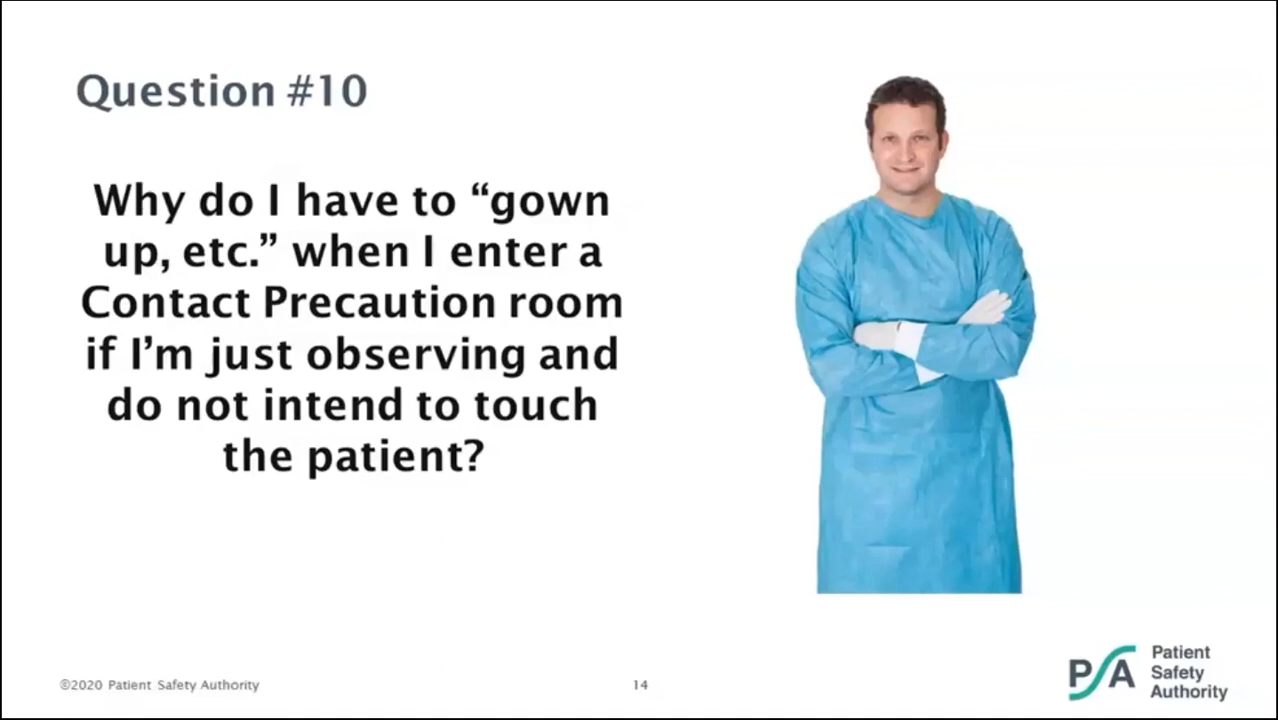 Question #10
Why do I have to “gown
up, etc.” when I enter a
Contact Precaution room
if I’m just observing and
do not intend to touch
the patient?
©2020 Patient Safety Authority
14
PSA
Patient
Safety
Authority